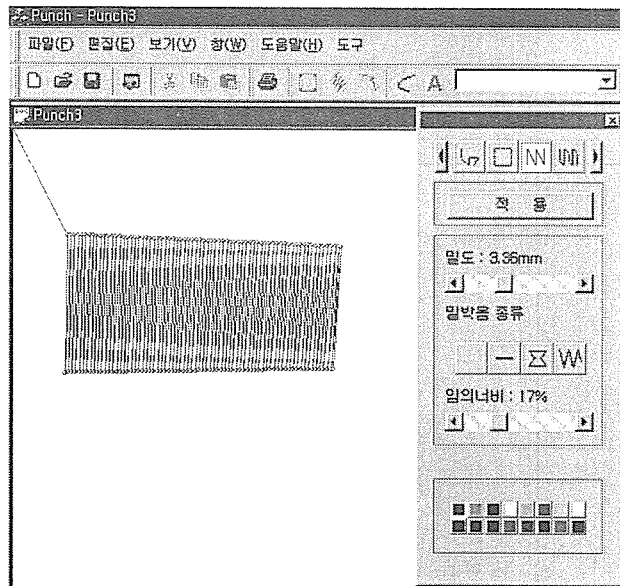 Punch - Punch3
파일(F) 편집(E) 보기(V) 창(W) 도움말(H) 도구
A
Punch3
적 용
밀도 : 3.36mm
밑박음 종류
임의너비 : 17%